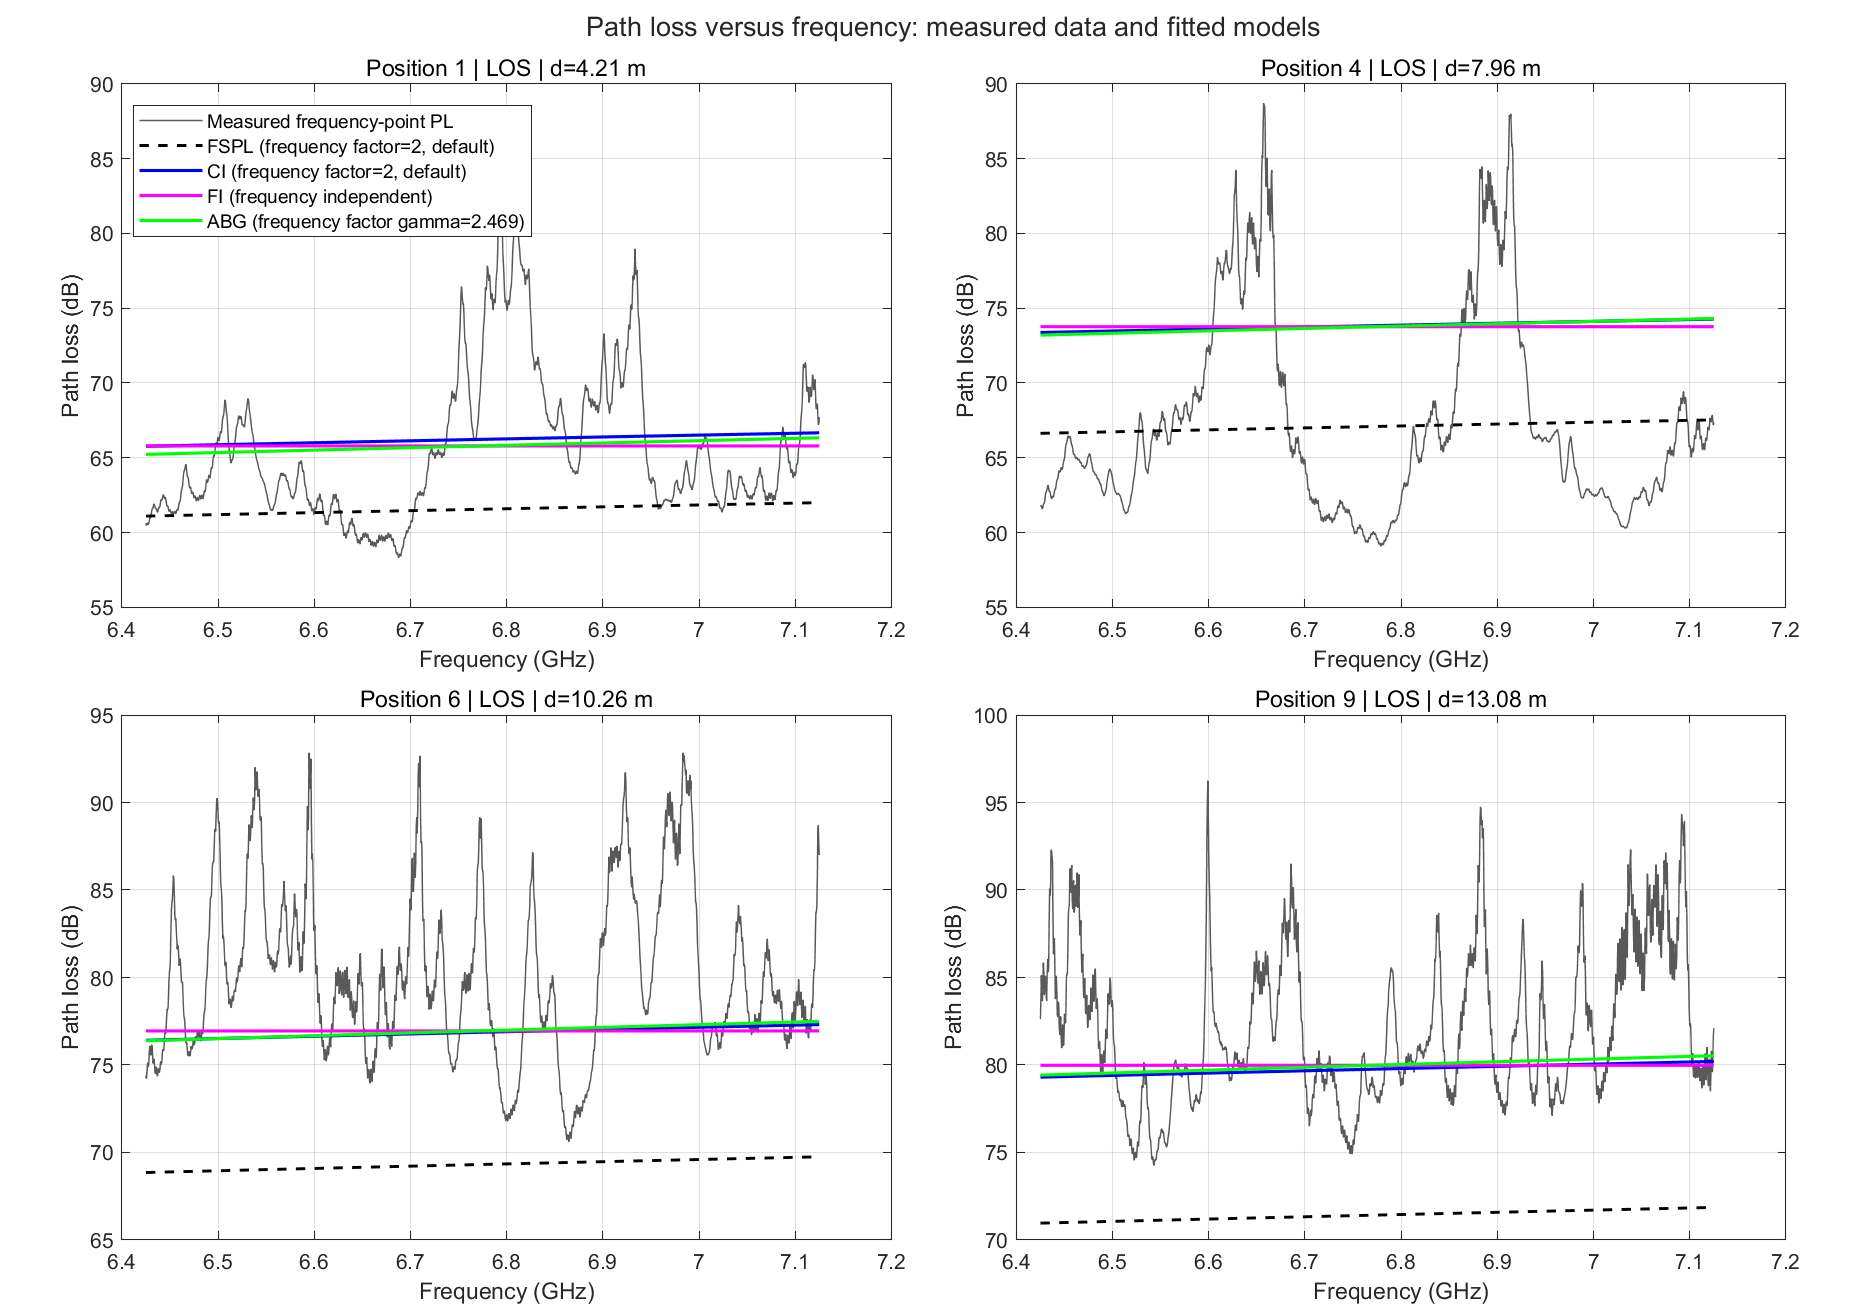 Path loss versus frequency: measured data and fitted models
Position 1 | LOS | d=4.21 m
90
85
80
75
70
65
60
55
Path loss (dB)
Measured frequency-point PL
FSPL (frequency factor=2, default)
CI (frequency factor=2, default)
FI (frequency independent)
ABG (frequency factor gamma=2.469)
6.4 6.5 6.6 6.7 6.8 6.9 7 7.1 7.2
Frequency (GHz)
Position 4 | LOS | d=7.96 m
90
85
80
75
70
65
60
55
Path loss (dB)
6.4 6.5 6.6 6.7 6.8 6.9 7 7.1 7.2
Frequency (GHz)
Position 6 | LOS | d=10.26 m
95
90
85
80
75
70
65
Path loss (dB)
6.4 6.5 6.6 6.7 6.8 6.9 7 7.1 7.2
Frequency (GHz)
Position 9 | LOS | d=13.08 m
100
95
90
85
80
75
70
Path loss (dB)
6.4 6.5 6.6 6.7 6.8 6.9 7 7.1 7.2
Frequency (GHz)